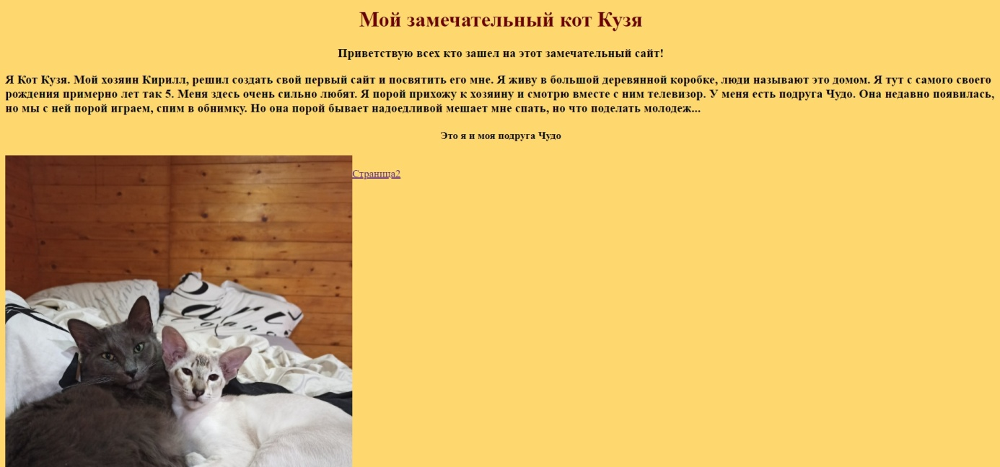 Мой замечательный кот Кузя
Приветствую всех кто зашел на этот замечательный сайт!
Я Кот Кузя. Мой хозяин Кирилл, решил создать свой первый сайт и посвятить его мне. Я живу в большой деревянной коробке, люди называют это домом. Я тут с самого своего
рождения примерно лет так 5. Меня здесь очень сильно любят. Я порой прихожу к хозяину и смотрю вместе с ним телевизор. У меня есть подруга Чудо. Она недавно появилась,
но мы с ней порой играем, спим в обнимку. Но она порой бывает надоедливой мешает мне спать, но что поделать молодеж...
Это я и моя подруга Чудо
Страница2